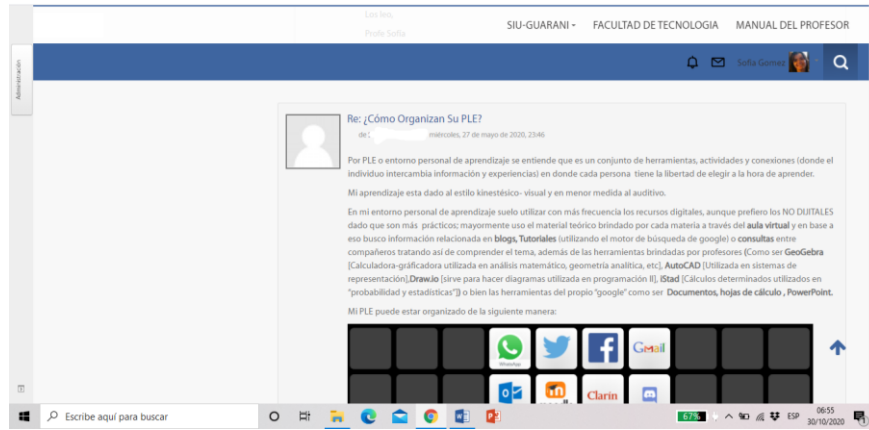 Los leo,
Profe Sofía
SIU-GUARANI
FACULTAD DE TECNOLOGIA
MANUAL DEL PROFESOR
Administración
Sofia Gomez
Re: ¿Cómo Organizan Su PLE?
de
miércoles, 27 de mayo de 2020, 23:46
Por PLE o entorno personal de aprendizaje se entiende que es un conjunto de herramientas, actividades y conexiones (donde el
individuo intercambia información y experiencias) en donde cada persona tiene la libertad de elegir a la hora de aprender.
Mi aprendizaje esta dado al estilo kinestésico- visual y en menor medida al auditivo.
En mi entorno personal de aprendizaje suelo utilizar con más frecuencia los recursos digitales, aunque prefiero los NO DIJITALES
dado que son más prácticos; mayormente uso el material teórico brindado por cada materia a través del aula virtual y en base a
eso busco información relacionada en blogs, Tutoriales (utilizando el motor de búsqueda de google) o consultas entre
compañeros tratando así de comprender el tema, además de las herramientas brindadas por profesores {Como ser GeoGebra
[Calculadora-gráficadora utilizada en análisis matemático, geometría analítica, etc], AutoCAD [Utilizada en sistemas de
representación],Draw.io [sirve para hacer diagramas utilizada en programación II], iStad [Cálculos determinados utilizados en
"probabilidad y estadísticas"]} o bien las herramientas del propio "google" como ser Documentos, hojas de cálculo , PowerPoint.
Mi PLE puede estar organizado de la siguiente manera:
WhatsApp
Gmail
Clarín
Escribe aquí para buscar
67%
ESP
06:55
30/10/2020